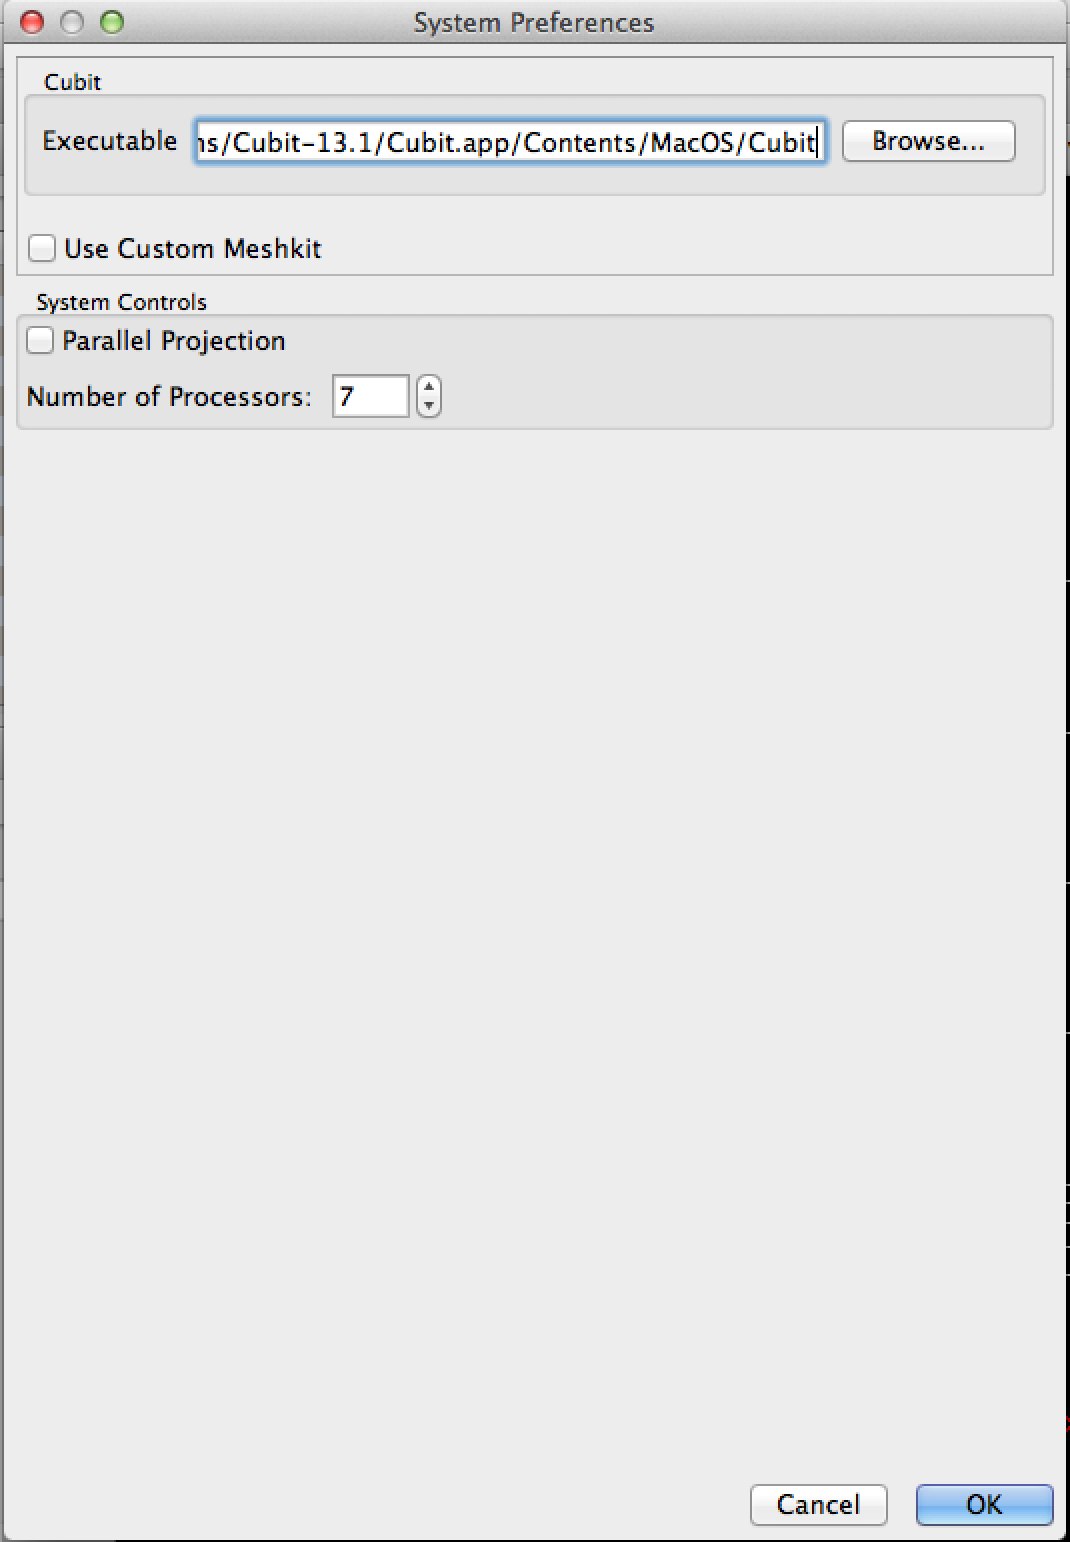 System Preferences
Cubit
Executable /Cubit-13.1/Cubit.app/Contents/MacOS/Cubit Browse...
Use Custom Meshkit
System Controls
Parallel Projection
Number of Processors: 7
Cancel OK